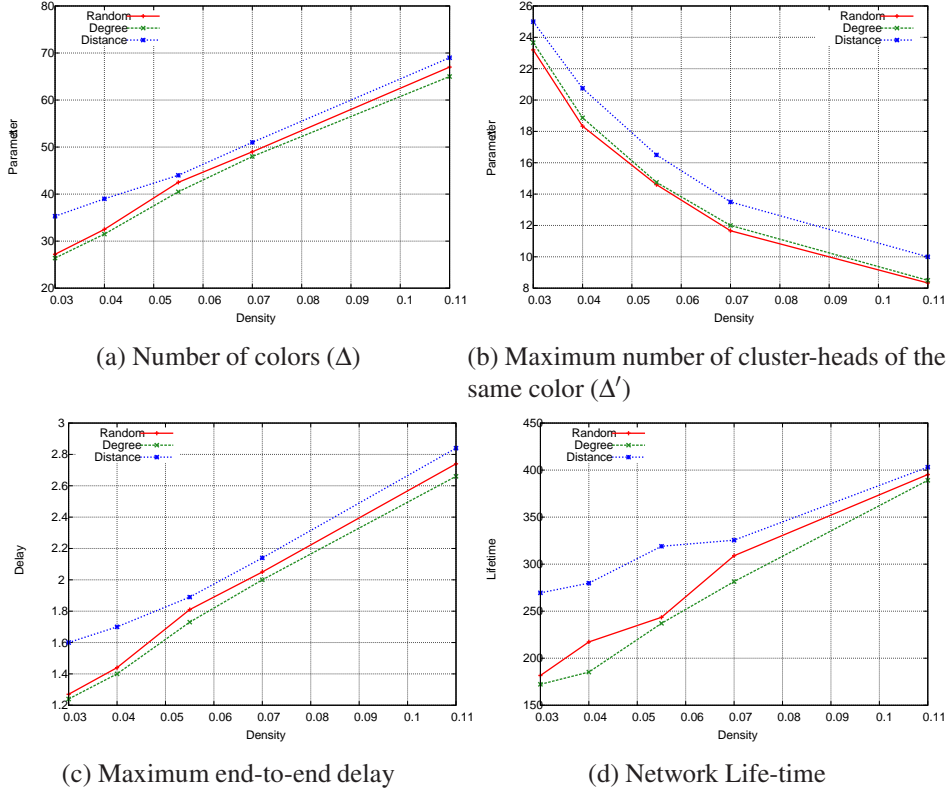 80
70
60
50
40
30
20
Parameter
Random
Degree
Distance
0.03 0.04 0.05 0.06 0.07 0.08 0.09 0.1 0.11
Density
(a) Number of colors (Δ)
26
24
22
20
18
16
14
12
10
8
Parameter
Random
Degree
Distance
0.03 0.04 0.05 0.06 0.07 0.08 0.09 0.1 0.11
Density
(b) Maximum number of cluster-heads of the
same color (Δ′)
3
2.8
2.6
2.4
2.2
2
1.8
1.6
1.4
1.2
Delay
Random
Degree
Distance
0.03 0.04 0.05 0.06 0.07 0.08 0.09 0.1 0.11
Density
(c) Maximum end-to-end delay
450
400
350
300
250
200
150
Lifetime
Random
Degree
Distance
0.03 0.04 0.05 0.06 0.07 0.08 0.09 0.1 0.11
Density
(d) Network Life-time